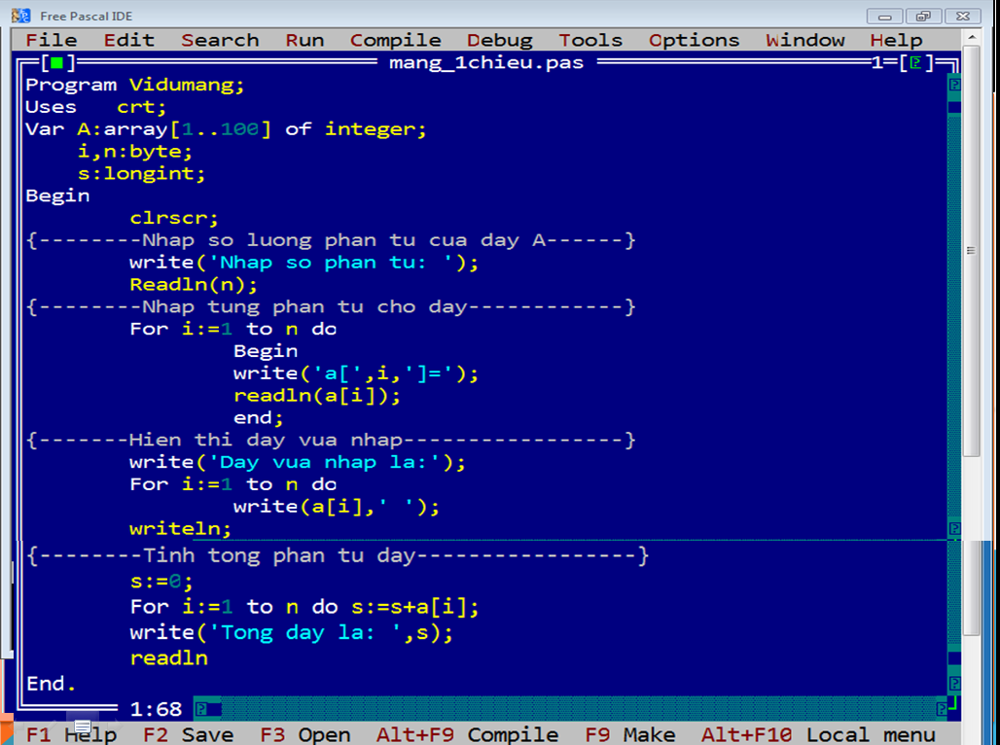 Free Pascal IDE
File Edit Search Run Compile Debug Tools Options Window Help
[■] mang_1chieu.pas 1=[?]
Program Vidumang;
Uses crt;
Var A:array[1..100] of integer;
i,n:byte;
s:longint;
Begin
clrscr;
{--------Nhap so luong phan tu cua day A------}
write('Nhap so phan tu: ');
Readln(n);
{--------Nhap tung phan tu cho day------------}
For i:=1 to n do
Begin
write('a[',i,']=');
readln(a[i]);
end;
{-------Hien thi day vua nhap-----------------}
write('Day vua nhap la:');
For i:=1 to n do
write(a[i],' ');
writeln;
{--------Tinh tong phan tu day-----------------}
s:=0;
For i:=1 to n do s:=s+a[i];
write('Tong day la: ',s);
readln
End.
1:68
F1 Help F2 Save F3 Open Alt+F9 Compile F9 Make Alt+F10 Local menu